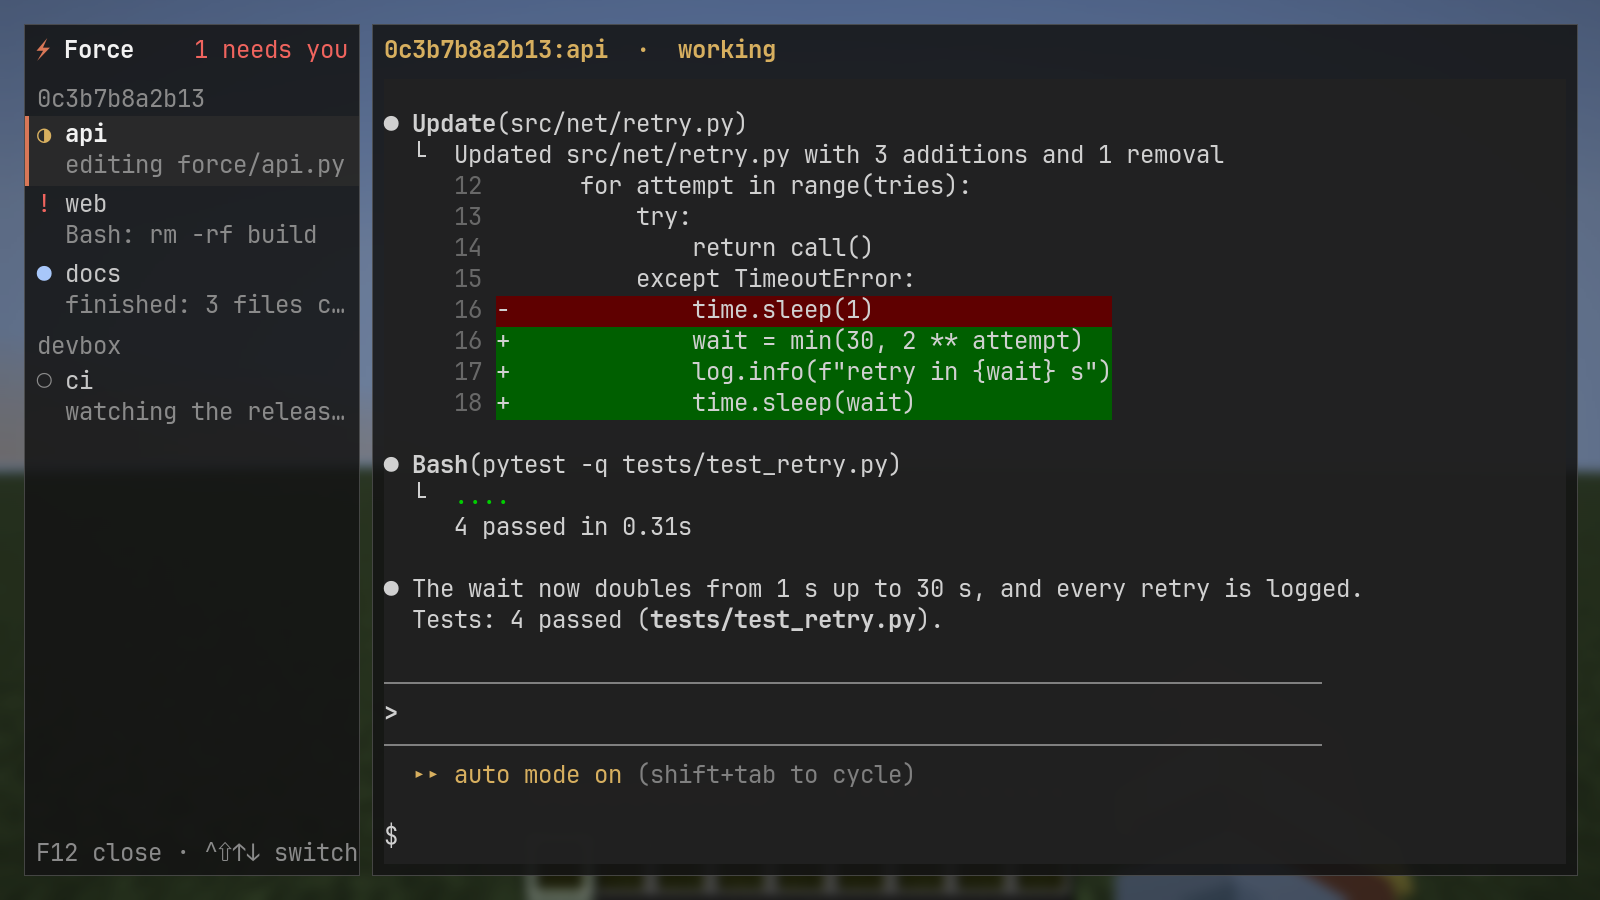 ⚡ Force 1 needs you
0c3b7b8a2b13
◑ api
editing force/api.py
! web
Bash: rm -rf build
● docs
finished: 3 files c…
devbox
○ ci
watching the releas…
F12 close · ^⇧↑↓ switch
0c3b7b8a2b13:api · working
● Update(src/net/retry.py)
└ Updated src/net/retry.py with 3 additions and 1 removal
12 for attempt in range(tries):
13 try:
14 return call()
15 except TimeoutError:
16 - time.sleep(1)
16 + wait = min(30, 2 ** attempt)
17 + log.info(f"retry in {wait} s")
18 + time.sleep(wait)
● Bash(pytest -q tests/test_retry.py)
└ ....
4 passed in 0.31s
● The wait now doubles from 1 s up to 30 s, and every retry is logged.
Tests: 4 passed (tests/test_retry.py).
>
▸▸ auto mode on (shift+tab to cycle)
$